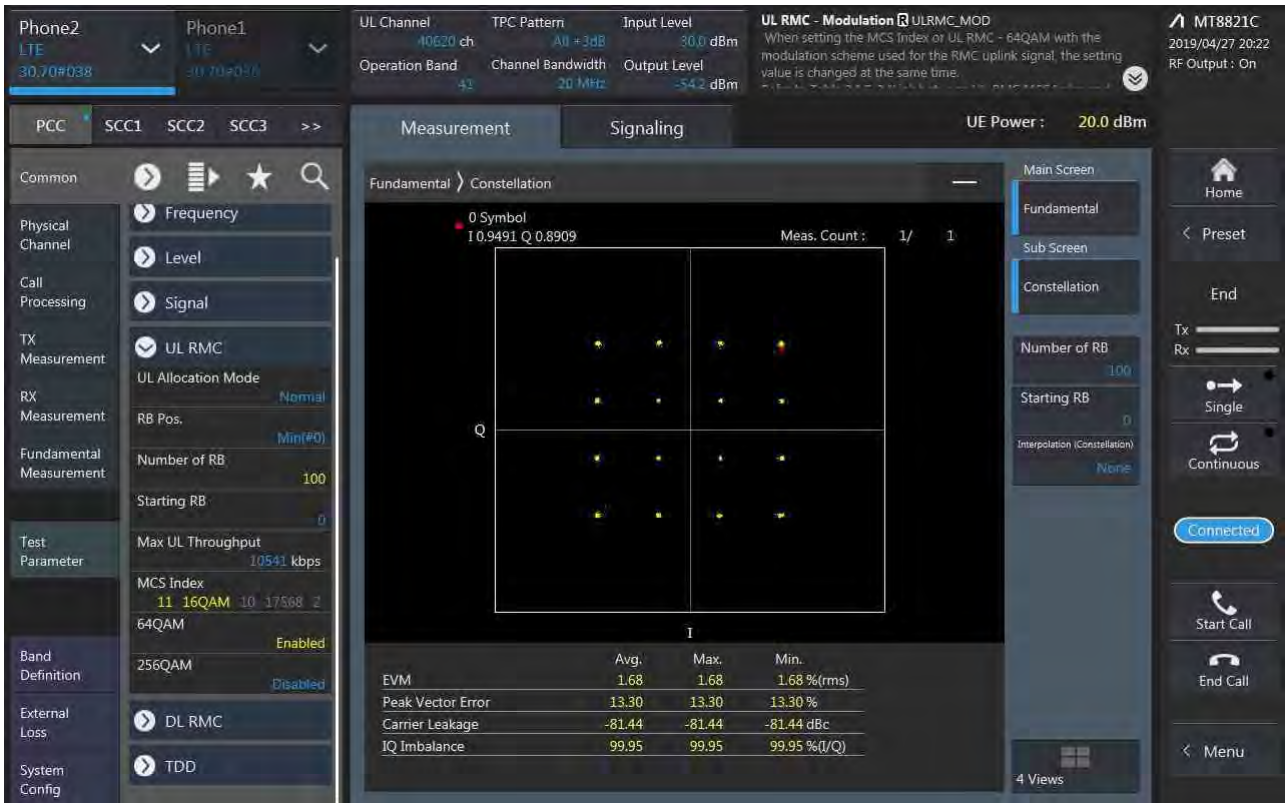 Phone2
LTE
30.70#038
Phone1
LTE
UL Channel
40620 ch
TPC Pattern
All +3dB
Input Level
30.0 dBm
Operation Band
41
Channel Bandwidth
20 MHz
Output Level
-54.2 dBm
UL RMC - Modulation R ULRMC_MOD
When setting the MCS Index or UL RMC - 64QAM with the
modulation scheme used for the RMC uplink signal, the setting
value is changed at the same time.
MT8821C
2019/04/27 20:22
RF Output : On
PCC SCC1 SCC2 SCC3 >>
Measurement
Signaling
UE Power : 20.0 dBm
Common
Physical
Channel
Call
Processing
TX
Measurement
RX
Measurement
Fundamental
Measurement
Test
Parameter
Band
Definition
External
Loss
System
Config
Frequency
Level
Signal
UL RMC
UL Allocation Mode
Normal
RB Pos.
Min(#0)
Number of RB
100
Starting RB
0
Max UL Throughput
10541 kbps
MCS Index
11 16QAM 10 17568 2
64QAM
Enabled
256QAM
Disabled
DL RMC
TDD
Fundamental 〉 Constellation
0 Symbol
I 0.9491 Q 0.8909
Meas. Count : 1/ 1
Q
I
Avg. Max. Min.
EVM 1.68 1.68 1.68 %(rms)
Peak Vector Error 13.30 13.30 13.30 %
Carrier Leakage -81.44 -81.44 -81.44 dBc
IQ Imbalance 99.95 99.95 99.95 %(I/Q)
Main Screen
Fundamental
Sub Screen
Constellation
Number of RB
100
Starting RB
0
Interpolation (Constellation)
None
4 Views
Home
< Preset
End
Tx
Rx
Single
Continuous
Connected
Start Call
End Call
< Menu